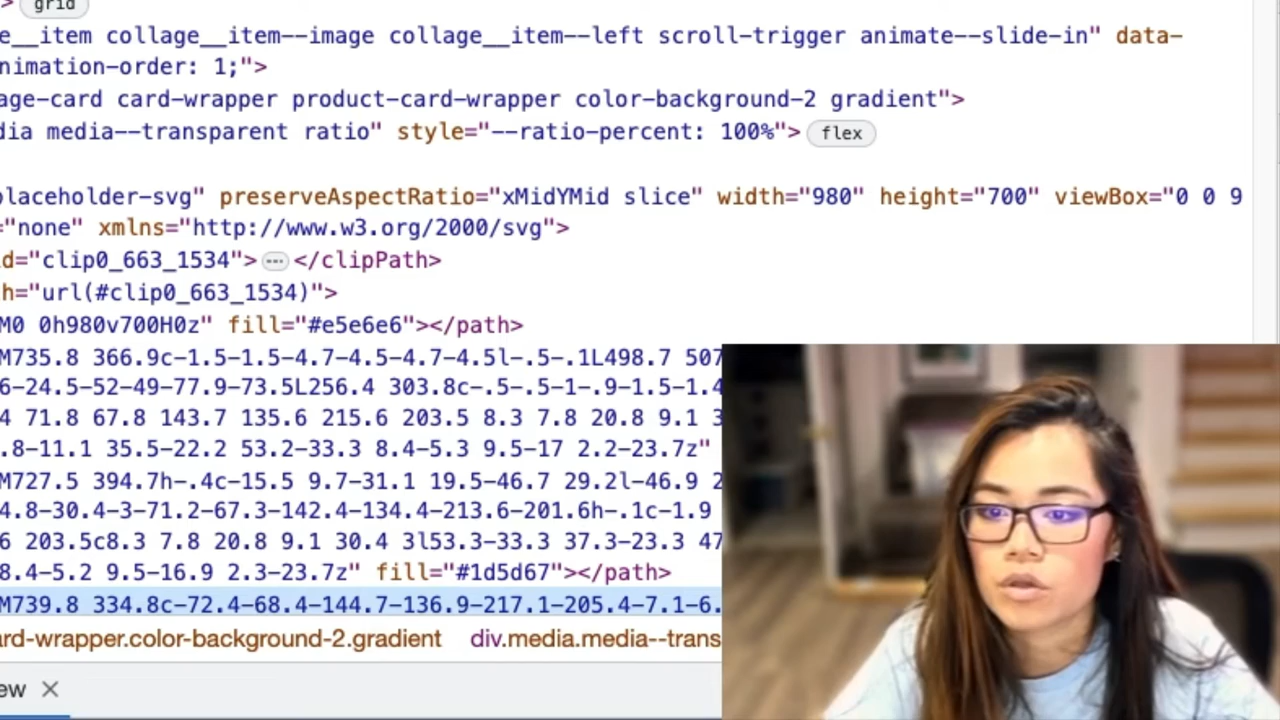 > grid
e__item collage__item--image collage__item--left scroll-trigger animate--slide-in" data-
nimation-order: 1;">
age-card card-wrapper product-card-wrapper color-background-2 gradient">
dia media--transparent ratio" style="--ratio-percent: 100%"> flex
placeholder-svg" preserveAspectRatio="xMidYMid slice" width="980" height="700" viewBox="0 0 9
="none" xmlns="http://www.w3.org/2000/svg">
d="clip0_663_1534"> ⋯ </clipPath>
h="url(#clip0_663_1534)">
M0 0h980v700H0z" fill="#e5e6e6"></path>
M735.8 366.9c-1.5-1.5-4.7-4.5-4.7-4.5l-.5-.1L498.7 507
6-24.5-52-49-77.9-73.5L256.4 303.8c-.5-.5-1-.9-1.5-1.4
4 71.8 67.8 143.7 135.6 215.6 203.5 8.3 7.8 20.8 9.1 3
.8-11.1 35.5-22.2 53.2-33.3 8.4-5.3 9.5-17 2.2-23.7z"
M727.5 394.7h-.4c-15.5 9.7-31.1 19.5-46.7 29.2l-46.9 2
4.8-30.4-3-71.2-67.3-142.4-134.4-213.6-201.6h-.1c-1.9
6 203.5c8.3 7.8 20.8 9.1 30.4 3l53.3-33.3 37.3-23.3 47
8.4-5.2 9.5-16.9 2.3-23.7z" fill="#1d5d67"></path>
M739.8 334.8c-72.4-68.4-144.7-136.9-217.1-205.4-7.1-6.
ard-wrapper.color-background-2.gradient div.media.media--trans
ew ×